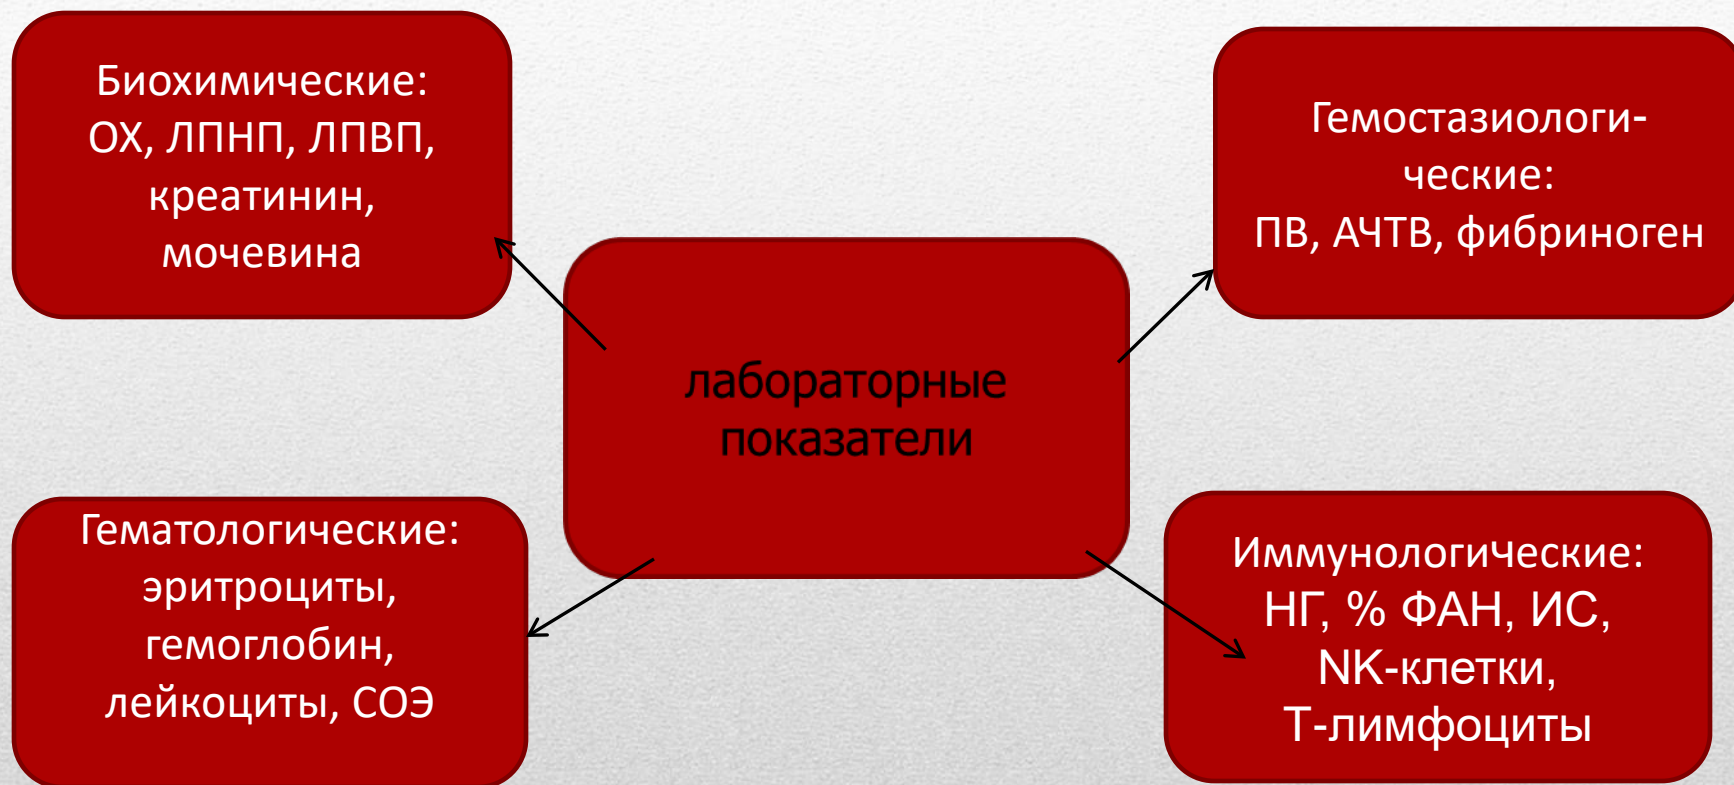 Биохимические:
ОХ, ЛПНП, ЛПВП,
креатинин,
мочевина
Гемостазиологи-
ческие:
ПВ, АЧТВ, фибриноген
лабораторные
показатели
Гематологические:
эритроциты,
гемоглобин,
лейкоциты, СОЭ
Иммунологические:
НГ, % ФАН, ИС,
NK-клетки,
Т-лимфоциты